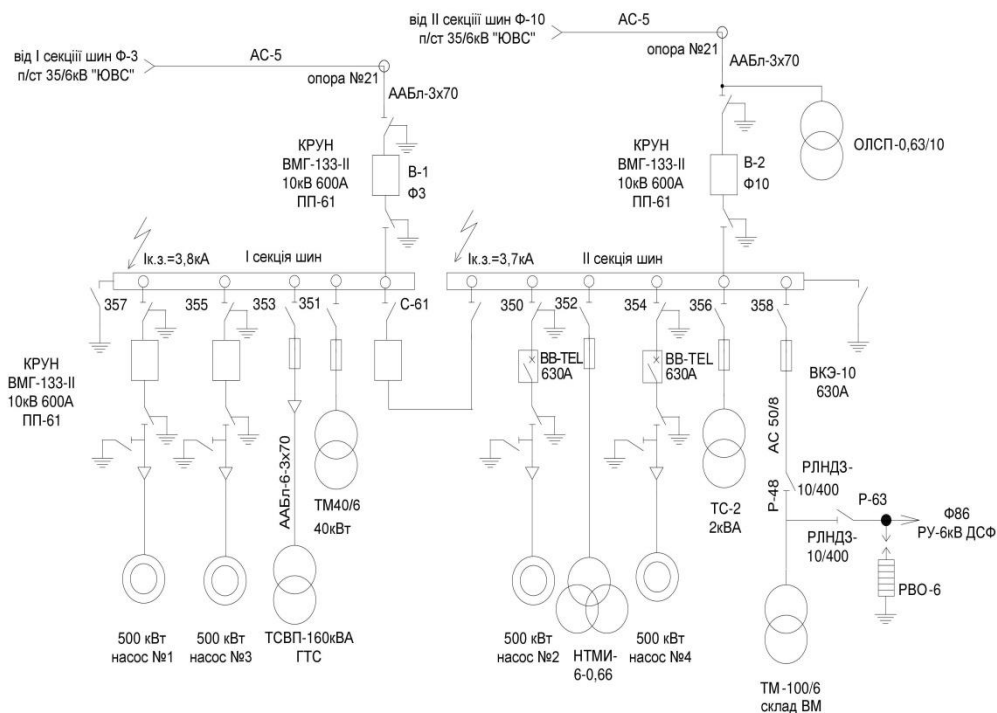 від І секціїї шин Ф-3
п/ст 35/6кВ "ЮВС"
АС-5
опора №21
ААБл-3х70
від ІІ секціїї шин Ф-10
п/ст 35/6кВ "ЮВС"
АС-5
опора №21
ААБл-3х70
ОЛСП-0,63/10
КРУН
ВМГ-133-ІІ
10кВ 600А
ПП-61
В-1
Ф3
КРУН
ВМГ-133-ІІ
10кВ 600А
ПП-61
В-2
Ф10
Ік.з.=3,8кА
І секція шин
Ік.з.=3,7кА
ІІ секція шин
357
355
353
351
С-61
350
352
354
356
358
КРУН
ВМГ-133-ІІ
10кВ 600А
ПП-61
ВВ-TEL
630А
ВВ-TEL
630А
ВКЭ-10
630А
ААБл-6-3х70
ТМ40/6
40кВт
ТС-2
2кВА
АС 50/8
Р-48
РЛНДЗ-
10/400
Р-63
РЛНДЗ-
10/400
Ф86
РУ-6кВ ДСФ
РВО-6
500 кВт
насос №1
500 кВт
насос №3
ТСВП-160кВА
ГТС
500 кВт
насос №2
НТМИ-
6-0,66
500 кВт
насос №4
ТМ-100/6
склад ВМ